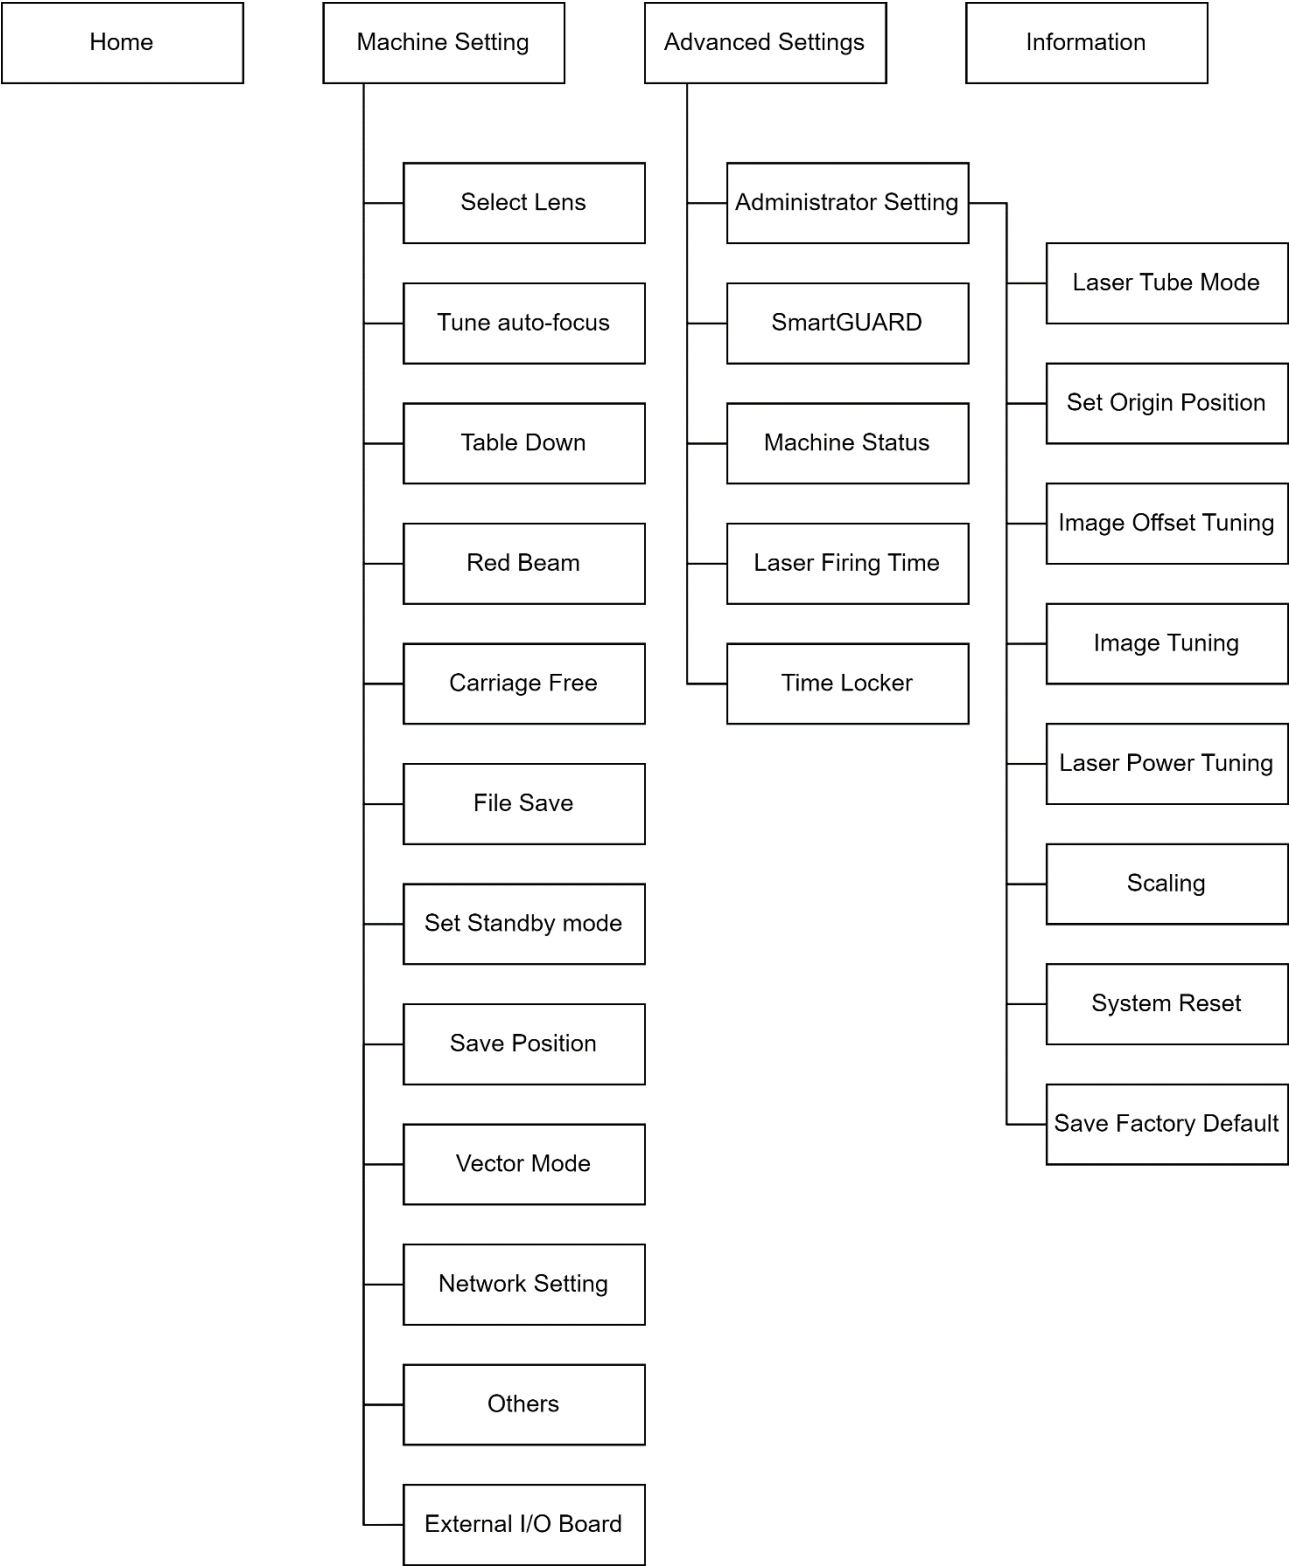 Home
Machine Setting
Advanced Settings
Information
Select Lens
Tune auto-focus
Table Down
Red Beam
Carriage Free
File Save
Set Standby mode
Save Position
Vector Mode
Network Setting
Others
External I/O Board
Administrator Setting
SmartGUARD
Machine Status
Laser Firing Time
Time Locker
Laser Tube Mode
Set Origin Position
Image Offset Tuning
Image Tuning
Laser Power Tuning
Scaling
System Reset
Save Factory Default